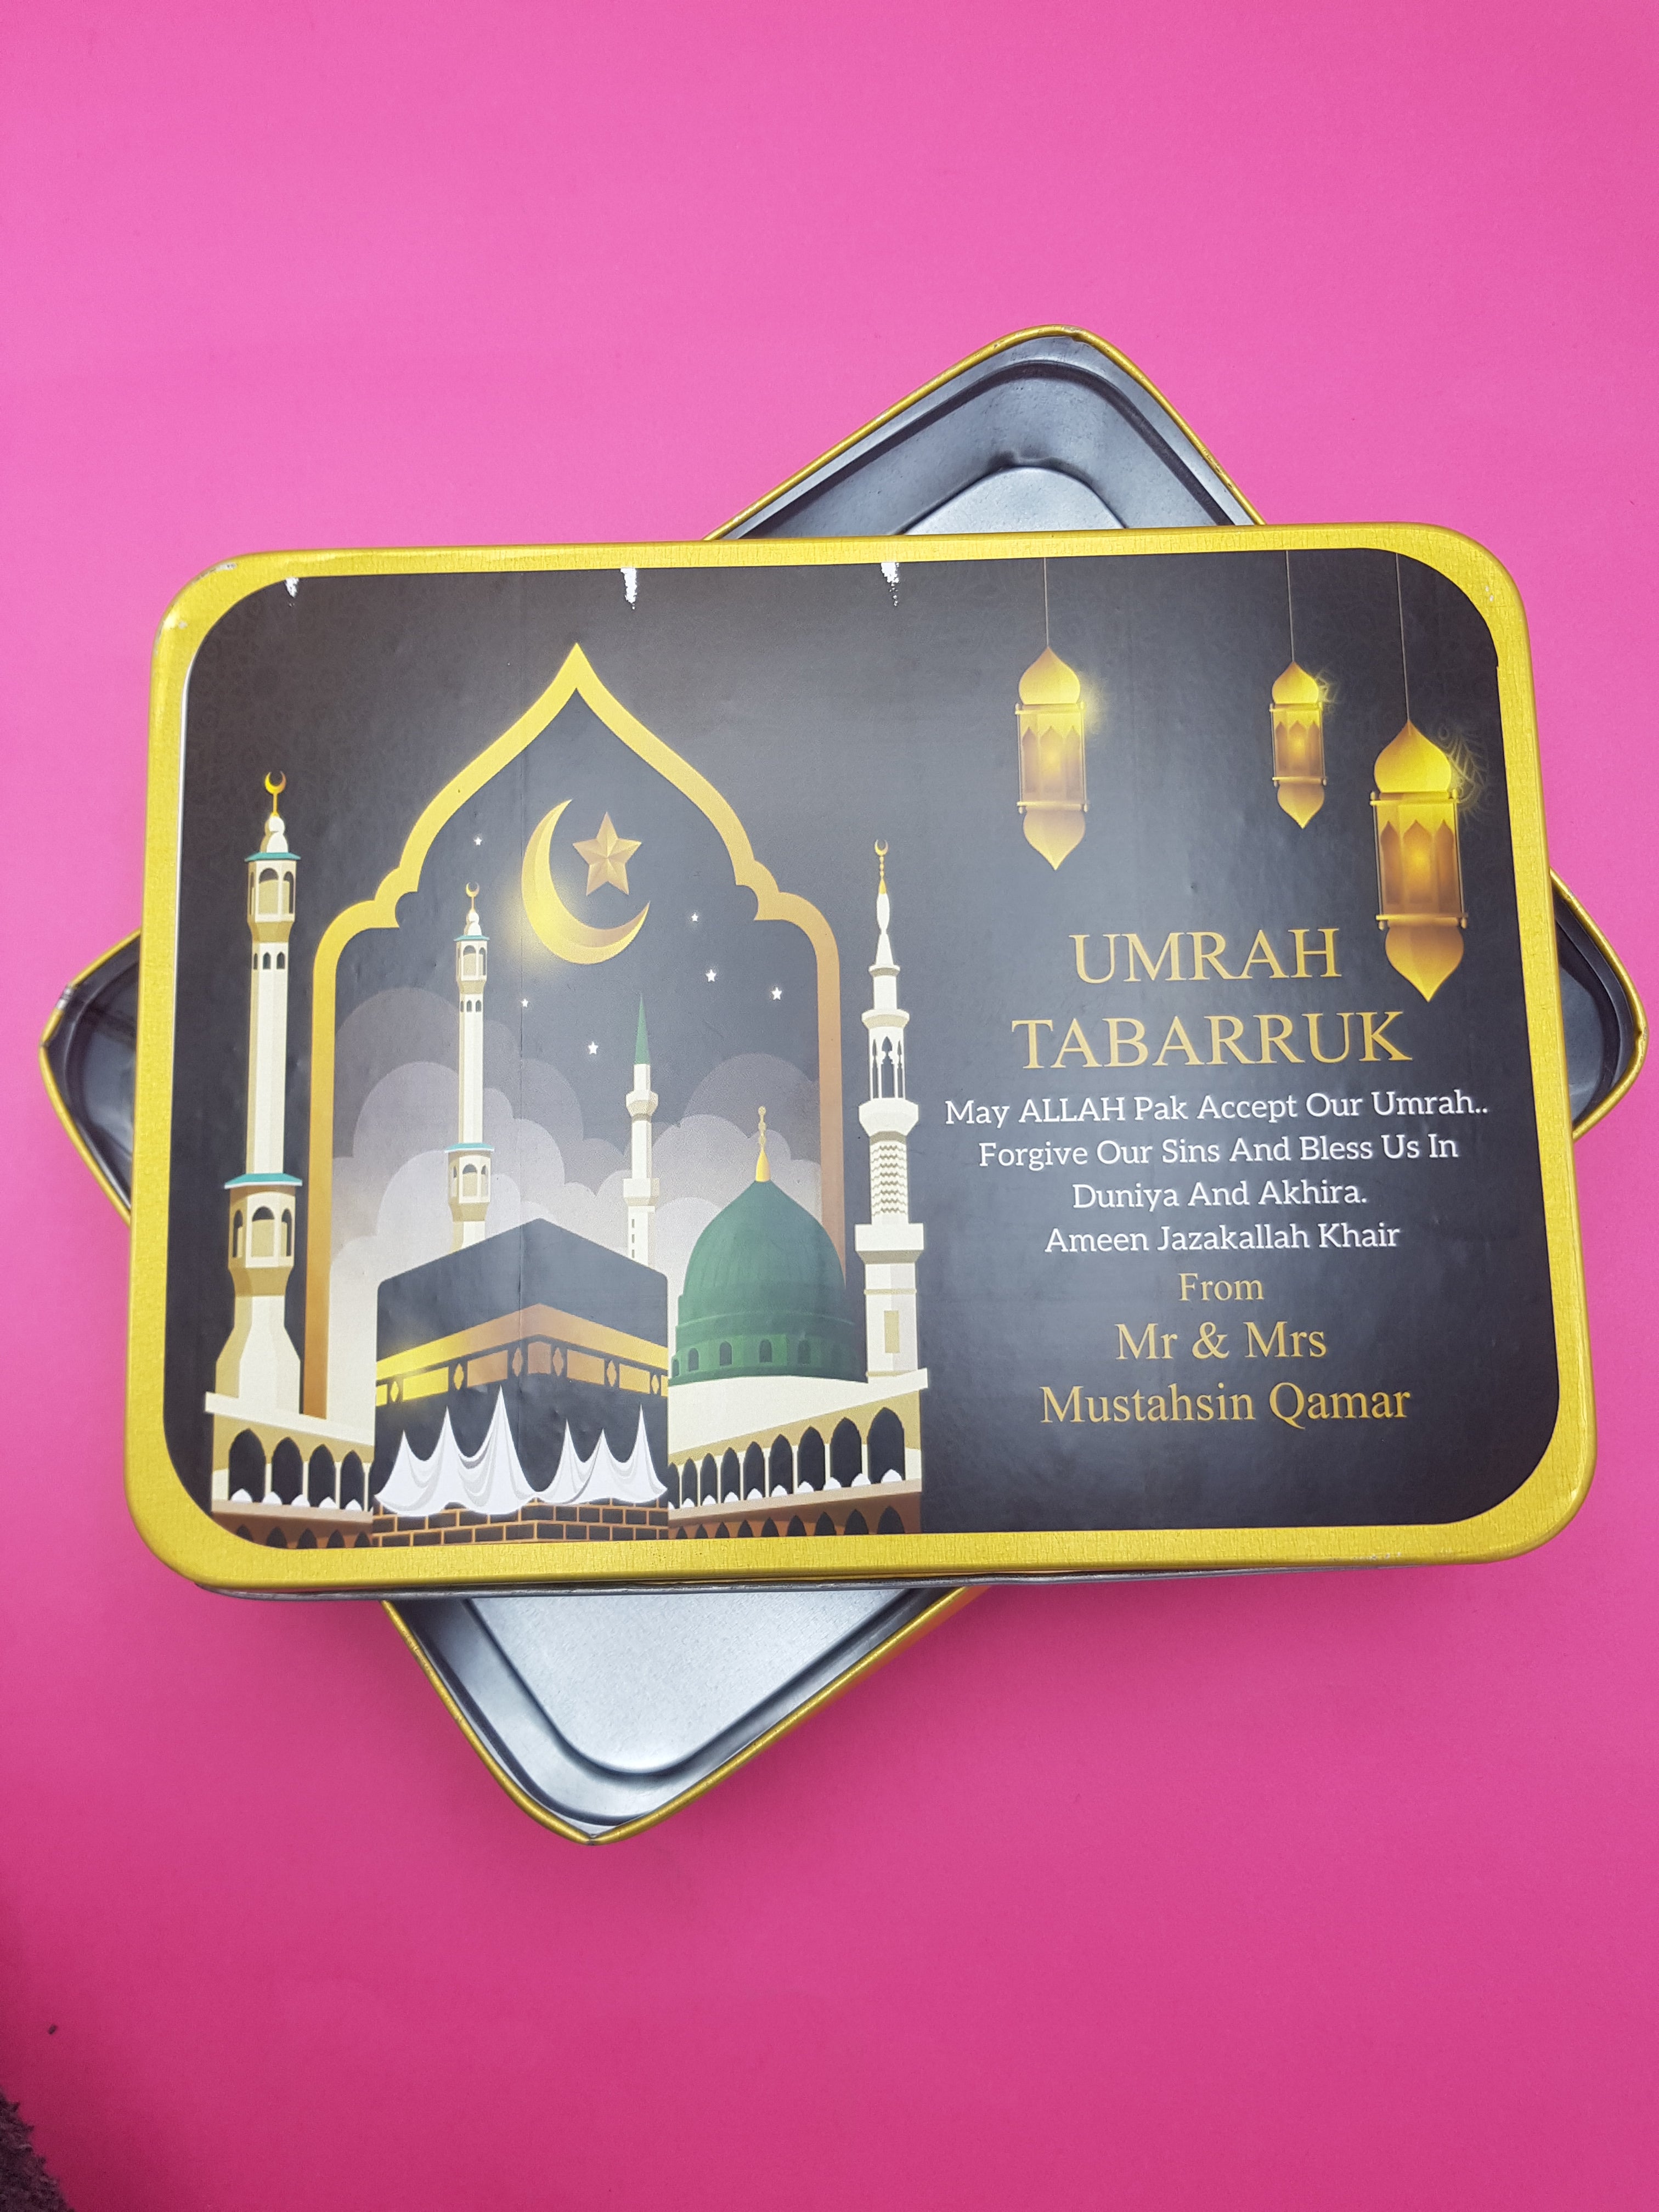 UMRAH
TABARRUK
May ALLAH Pak Accept Our Umrah..
Forgive Our Sins And Bless Us In
Duniya And Akhira.
Ameen Jazakallah Khair
From
Mr & Mrs
Mustahsin Qamar